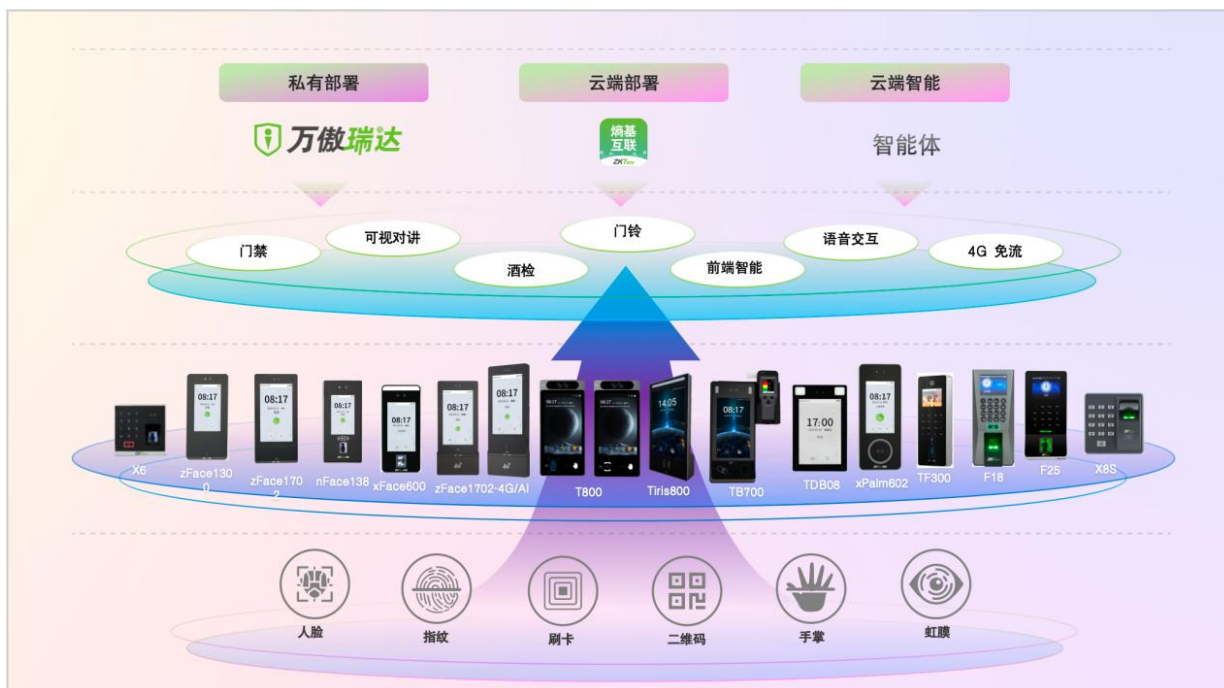 私有部署
云端部署
云端智能
万傲瑞达
熵基
互联
ZKTeco
智能体
门禁
可视对讲
酒检
门铃
前端智能
语音交互
4G 免流
08:17
08:17
08:17
08:17
08:17
08:17
14:05
08:17
17:00
08:17
X6
zFace130
0
zFace170
2
nFace138
xFace600
zFace1702-4G/AI
T800
Tiris800
TB700
TDB08
xPalm602
TF300
F18
F25
X8S
人脸
指纹
刷卡
二维码
手掌
虹膜